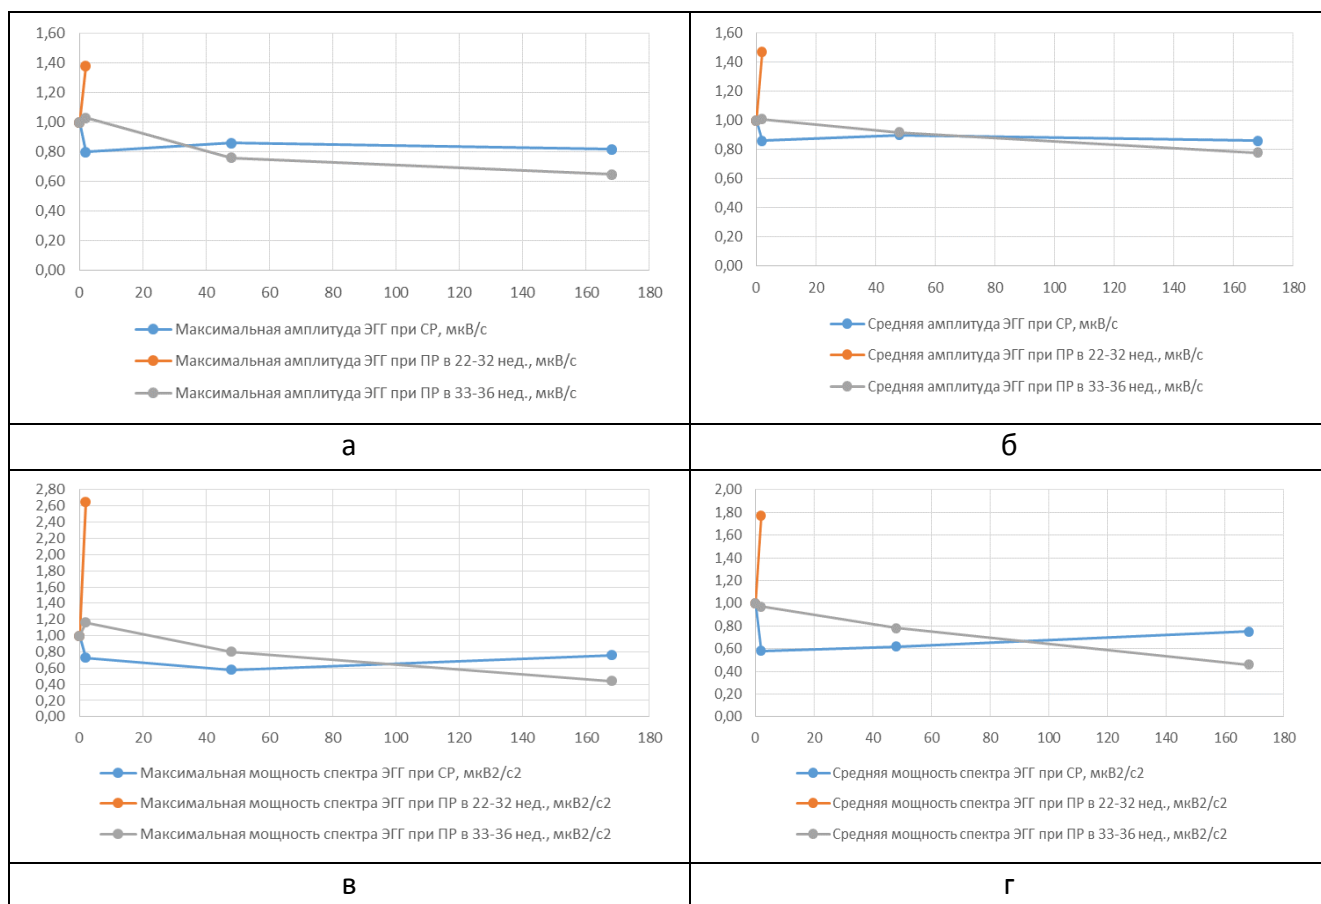 1,60
1,40
1,20
1,00
0,80
0,60
0,40
0,20
0,00
0 20 40 60 80 100 120 140 160 180
Максимальная амплитуда ЭГГ при СР, мкВ/с
Максимальная амплитуда ЭГГ при ПР в 22-32 нед., мкВ/с
Максимальная амплитуда ЭГГ при ПР в 33-36 нед., мкВ/с
а
1,60
1,40
1,20
1,00
0,80
0,60
0,40
0,20
0,00
0 20 40 60 80 100 120 140 160 180
Средняя амплитуда ЭГГ при СР, мкВ/с
Средняя амплитуда ЭГГ при ПР в 22-32 нед., мкВ/с
Средняя амплитуда ЭГГ при ПР в 33-36 нед., мкВ/с
б
2,80
2,60
2,40
2,20
2,00
1,80
1,60
1,40
1,20
1,00
0,80
0,60
0,40
0,20
0,00
0 20 40 60 80 100 120 140 160 180
Максимальная мощность спектра ЭГГ при СР, мкВ2/с2
Максимальная мощность спектра ЭГГ при ПР в 22-32 нед., мкВ2/с2
Максимальная мощность спектра ЭГГ при ПР в 33-36 нед., мкВ2/с2
в
2,00
1,80
1,60
1,40
1,20
1,00
0,80
0,60
0,40
0,20
0,00
0 20 40 60 80 100 120 140 160 180
Средняя мощность спектра ЭГГ при СР, мкВ2/с2
Средняя мощность спектра ЭГГ при ПР в 22-32 нед., мкВ2/с2
Средняя мощность спектра ЭГГ при ПР в 33-36 нед., мкВ2/с2
г